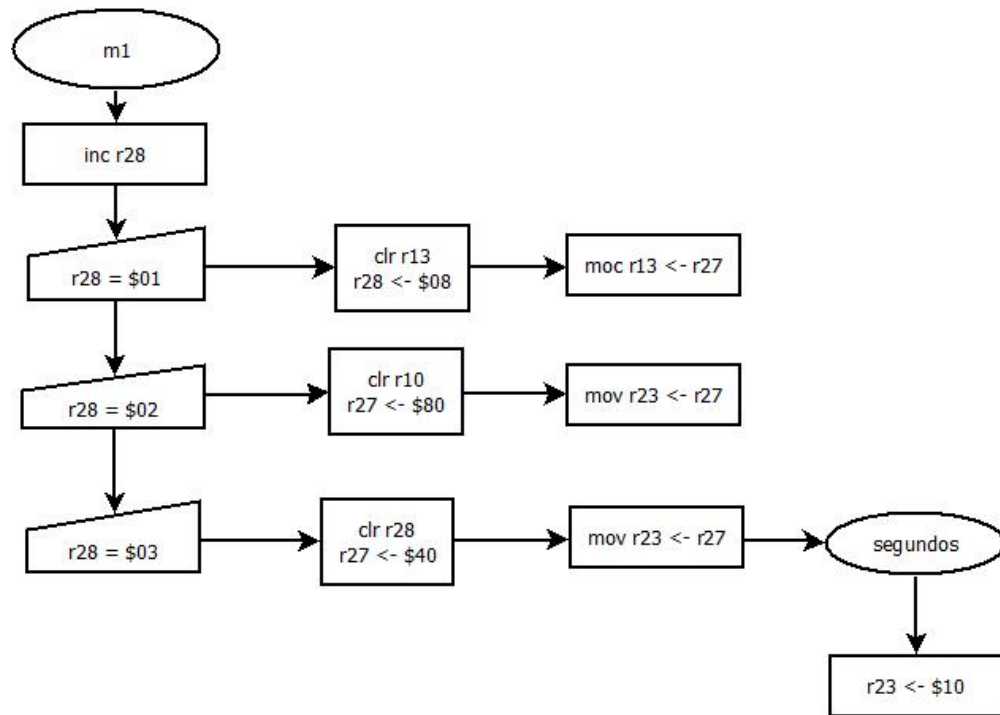 m1
inc r28
r28 = $01
clr r13
r28 <- $08
moc r13 <- r27
r28 = $02
clr r10
r27 <- $80
mov r23 <- r27
r28 = $03
clr r28
r27 <- $40
mov r23 <- r27
segundos
r23 <- $10